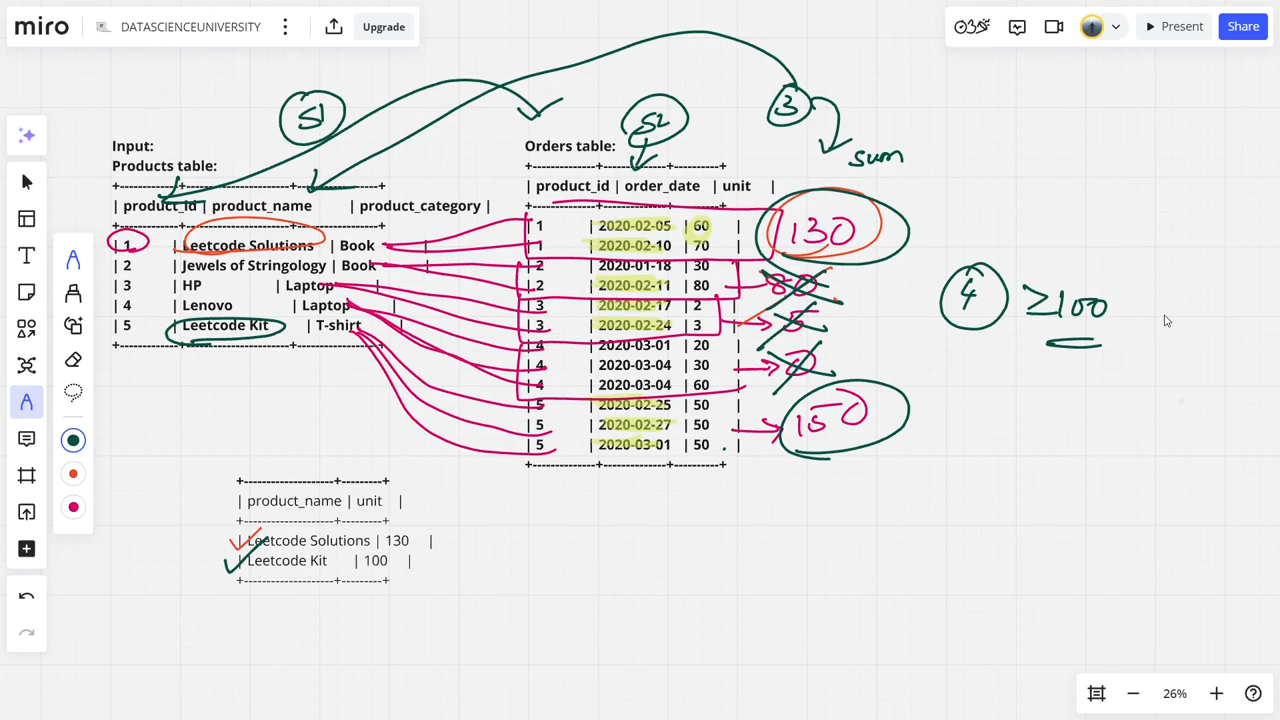 miro DATASCIENCEUNIVERSITY Upgrade Present Share
S1 S2 3
sum
Input:
Products table:
+-------------+-----------------------+-----------------+
| product_id | product_name | product_category |
+-------------+-----------------------+-----------------+
| 1 | Leetcode Solutions | Book |
| 2 | Jewels of Stringology | Book |
| 3 | HP | Laptop |
| 4 | Lenovo | Laptop |
| 5 | Leetcode Kit | T-shirt |
+-------------+-----------------------+-----------------+
Orders table:
+--------------+--------------+----------+
| product_id | order_date | unit |
+--------------+--------------+----------+
| 1 | 2020-02-05 | 60 |
| 1 | 2020-02-10 | 70 |
| 2 | 2020-01-18 | 30 |
| 2 | 2020-02-11 | 80 |
| 3 | 2020-02-17 | 2 |
| 3 | 2020-02-24 | 3 |
| 4 | 2020-03-01 | 20 |
| 4 | 2020-03-04 | 30 |
| 4 | 2020-03-04 | 60 |
| 5 | 2020-02-25 | 50 |
| 5 | 2020-02-27 | 50 |
| 5 | 2020-03-01 | 50 |
+--------------+--------------+----------+
130
80
5
0
150
4 ≥100
+--------------------+---------+
| product_name | unit |
+--------------------+---------+
| Leetcode Solutions | 130 |
| Leetcode Kit | 100 |
+--------------------+---------+
26%